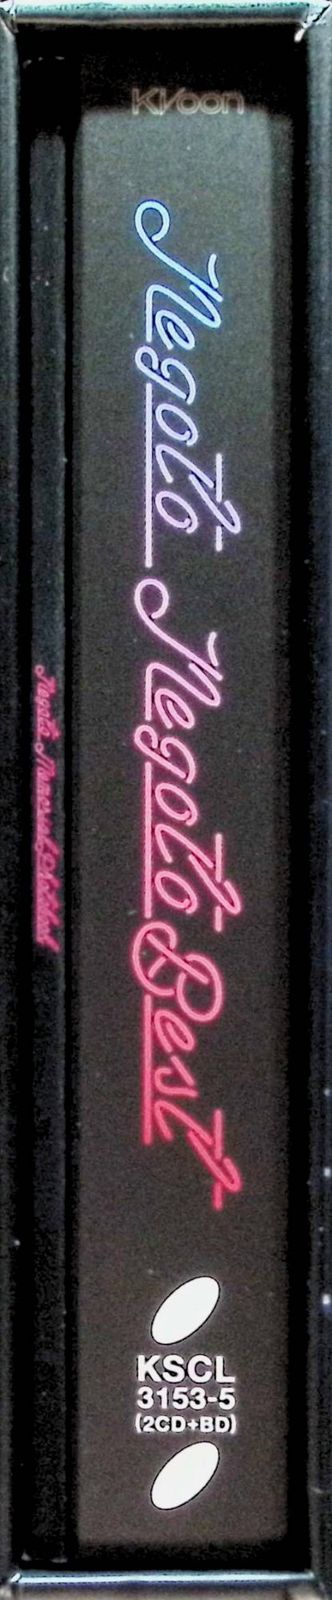 Ki/oon
Negoto Negoto Best
KSCL
3153-5
(2CD+BD)